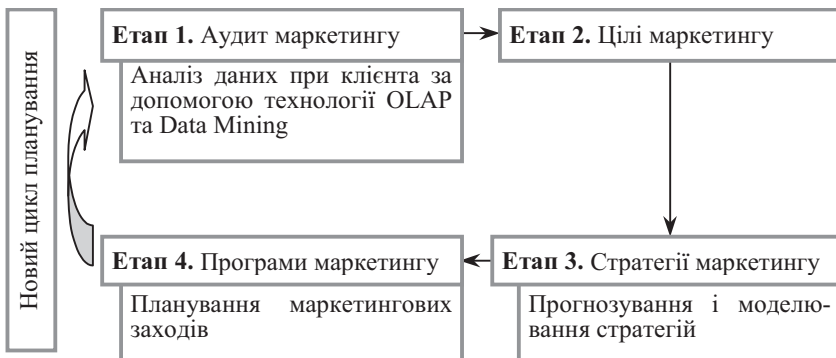 Новий цикл планування
Етап 1. Аудит маркетингу
Аналіз даних при клієнта за
допомогою технології OLAP
та Data Mining
Етап 2. Цілі маркетингу
Етап 3. Стратегії маркетингу
Прогнозування і моделю-
вання стратегій
Етап 4. Програми маркетингу
Планування маркетингових
заходів